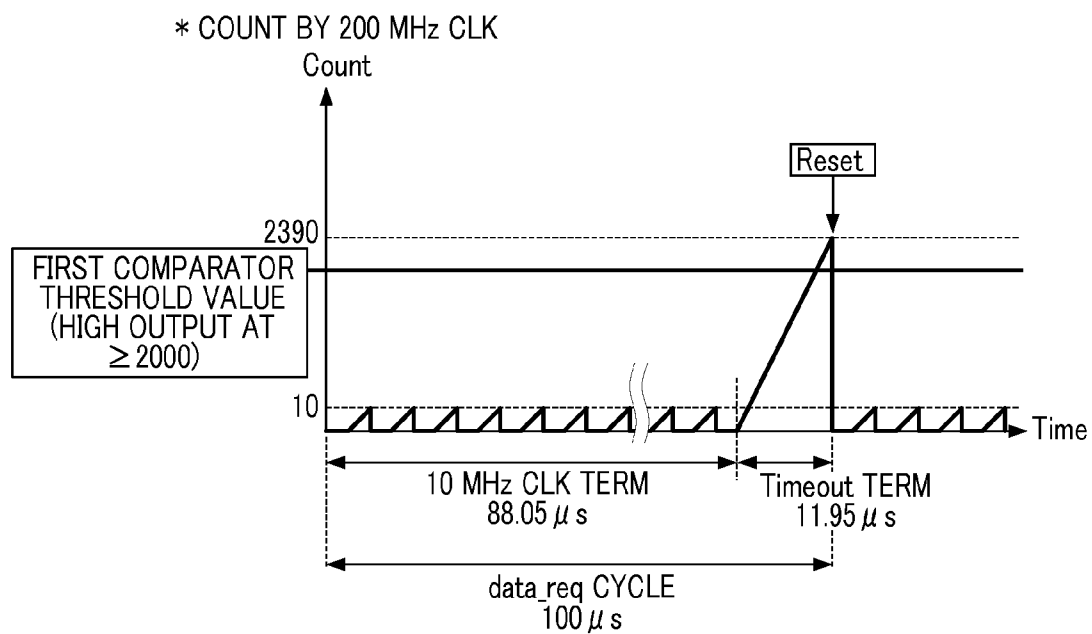 * COUNT BY 200 MHz CLK
Count
Reset
2390
FIRST COMPARATOR
THRESHOLD VALUE
(HIGH OUTPUT AT
≥2000)
10
Time
10 MHz CLK TERM
88.05 μs
Timeout TERM
11.95 μs
data_req CYCLE
100 μs